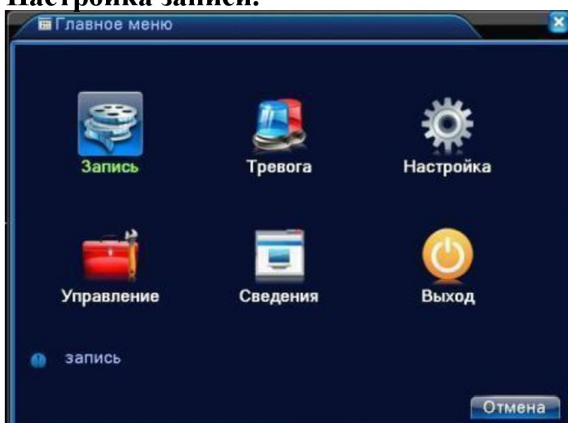 Настройка записи.
Главное меню
Запись Тревога Настройка
Управление Сведения Выход
запись
Отмена